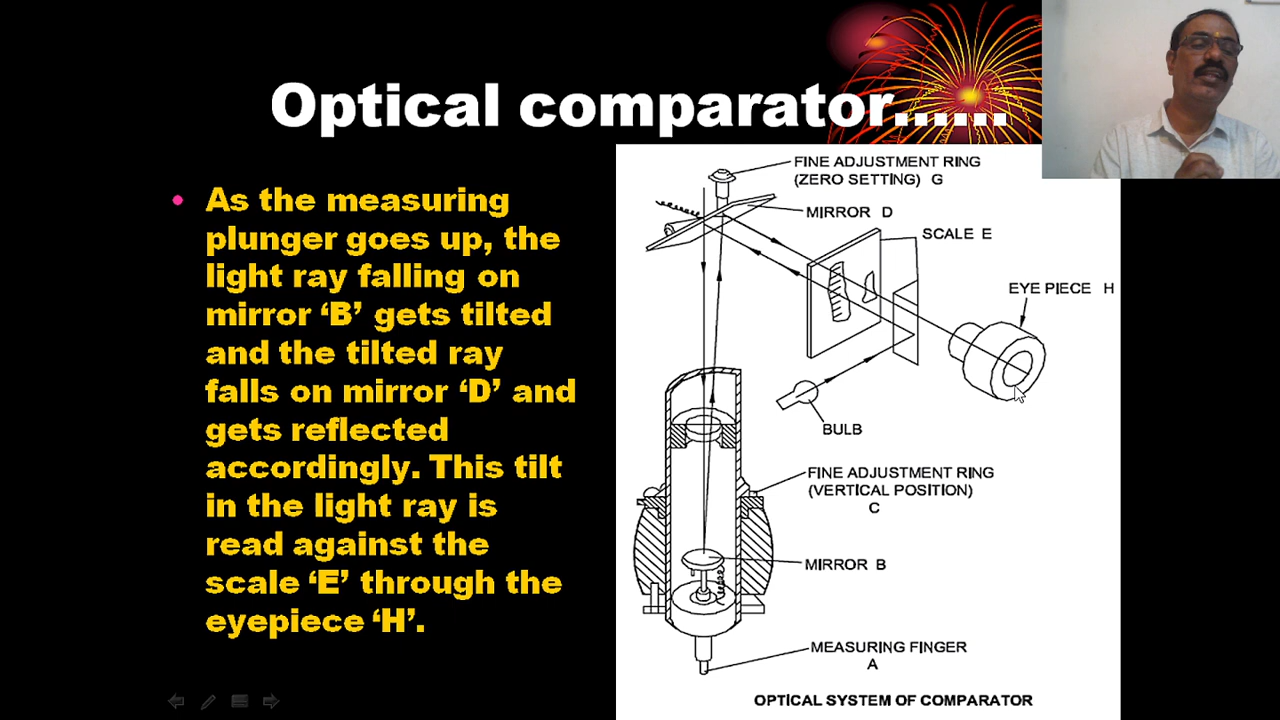 Optical comparator......
• As the measuring
plunger goes up, the
light ray falling on
mirror ‘B’ gets tilted
and the tilted ray
falls on mirror ‘D’ and
gets reflected
accordingly. This tilt
in the light ray is
read against the
scale ‘E’ through the
eyepiece ‘H’.
FINE ADJUSTMENT RING
(ZERO SETTING) G
MIRROR D
SCALE E
EYE PIECE H
BULB
FINE ADJUSTMENT RING
(VERTICAL POSITION)
C
MIRROR B
MEASURING FINGER
A
OPTICAL SYSTEM OF COMPARATOR